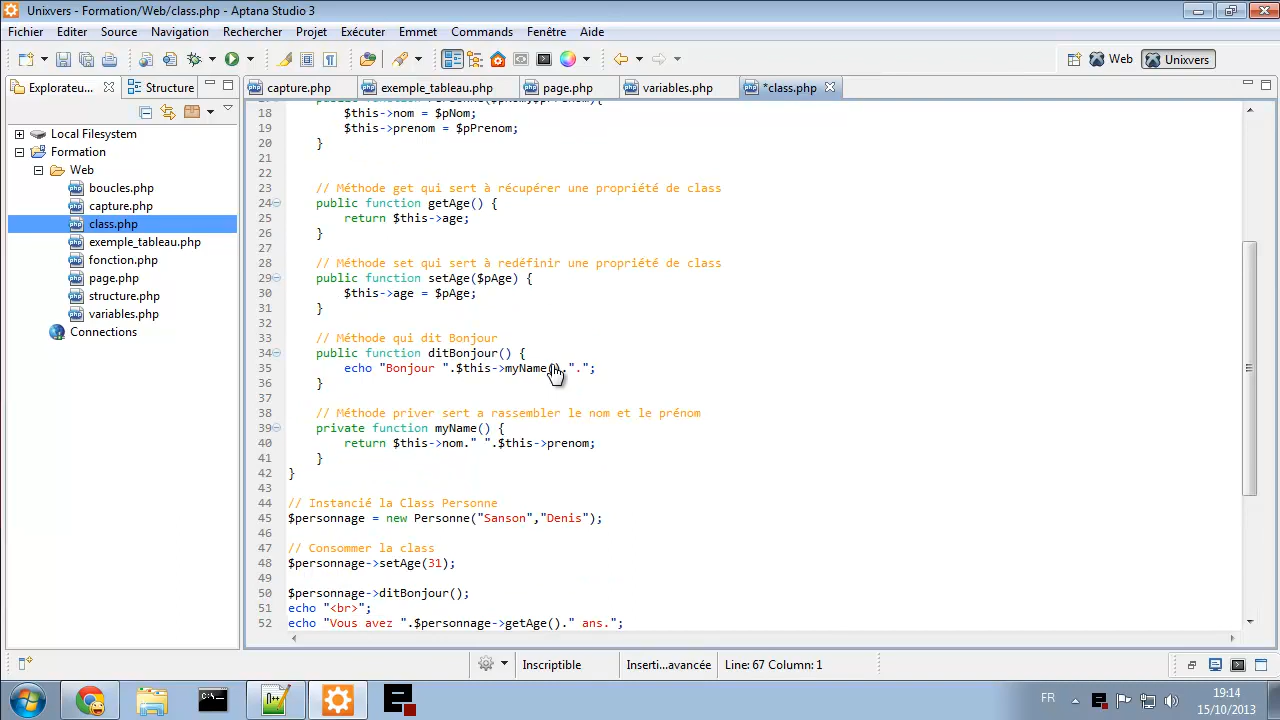 Unixvers - Formation/Web/class.php - Aptana Studio 3
Fichier Editer Source Navigation Rechercher Projet Exécuter Emmet Commands Fenêtre Aide
Web Unixvers
Explorateu... Structure
capture.php exemple_tableau.php page.php variables.php *class.php
Local Filesystem
Formation
Web
boucles.php
capture.php
class.php
exemple_tableau.php
fonction.php
page.php
structure.php
variables.php
Connections
18 $this->nom = $pNom;
19 $this->prenom = $pPrenom;
20 }
21
22
23 // Méthode get qui sert à récupérer une propriété de class
24 public function getAge() {
25 return $this->age;
26 }
27
28 // Méthode set qui sert à redéfinir une propriété de class
29 public function setAge($pAge) {
30 $this->age = $pAge;
31 }
32
33 // Méthode qui dit Bonjour
34 public function ditBonjour() {
35 echo "Bonjour ".$this->myName().".";
36 }
37
38 // Méthode priver sert a rassembler le nom et le prénom
39 private function myName() {
40 return $this->nom." ".$this->prenom;
41 }
42 }
43
44 // Instancié la Class Personne
45 $personnage = new Personne("Sanson","Denis");
46
47 // Consommer la class
48 $personnage->setAge(31);
49
50 $personnage->ditBonjour();
51 echo "<br>";
52 echo "Vous avez ".$personnage->getAge()." ans.";
Inscriptible Inserti...avancée Line: 67 Column: 1
FR
19:14
15/10/2013